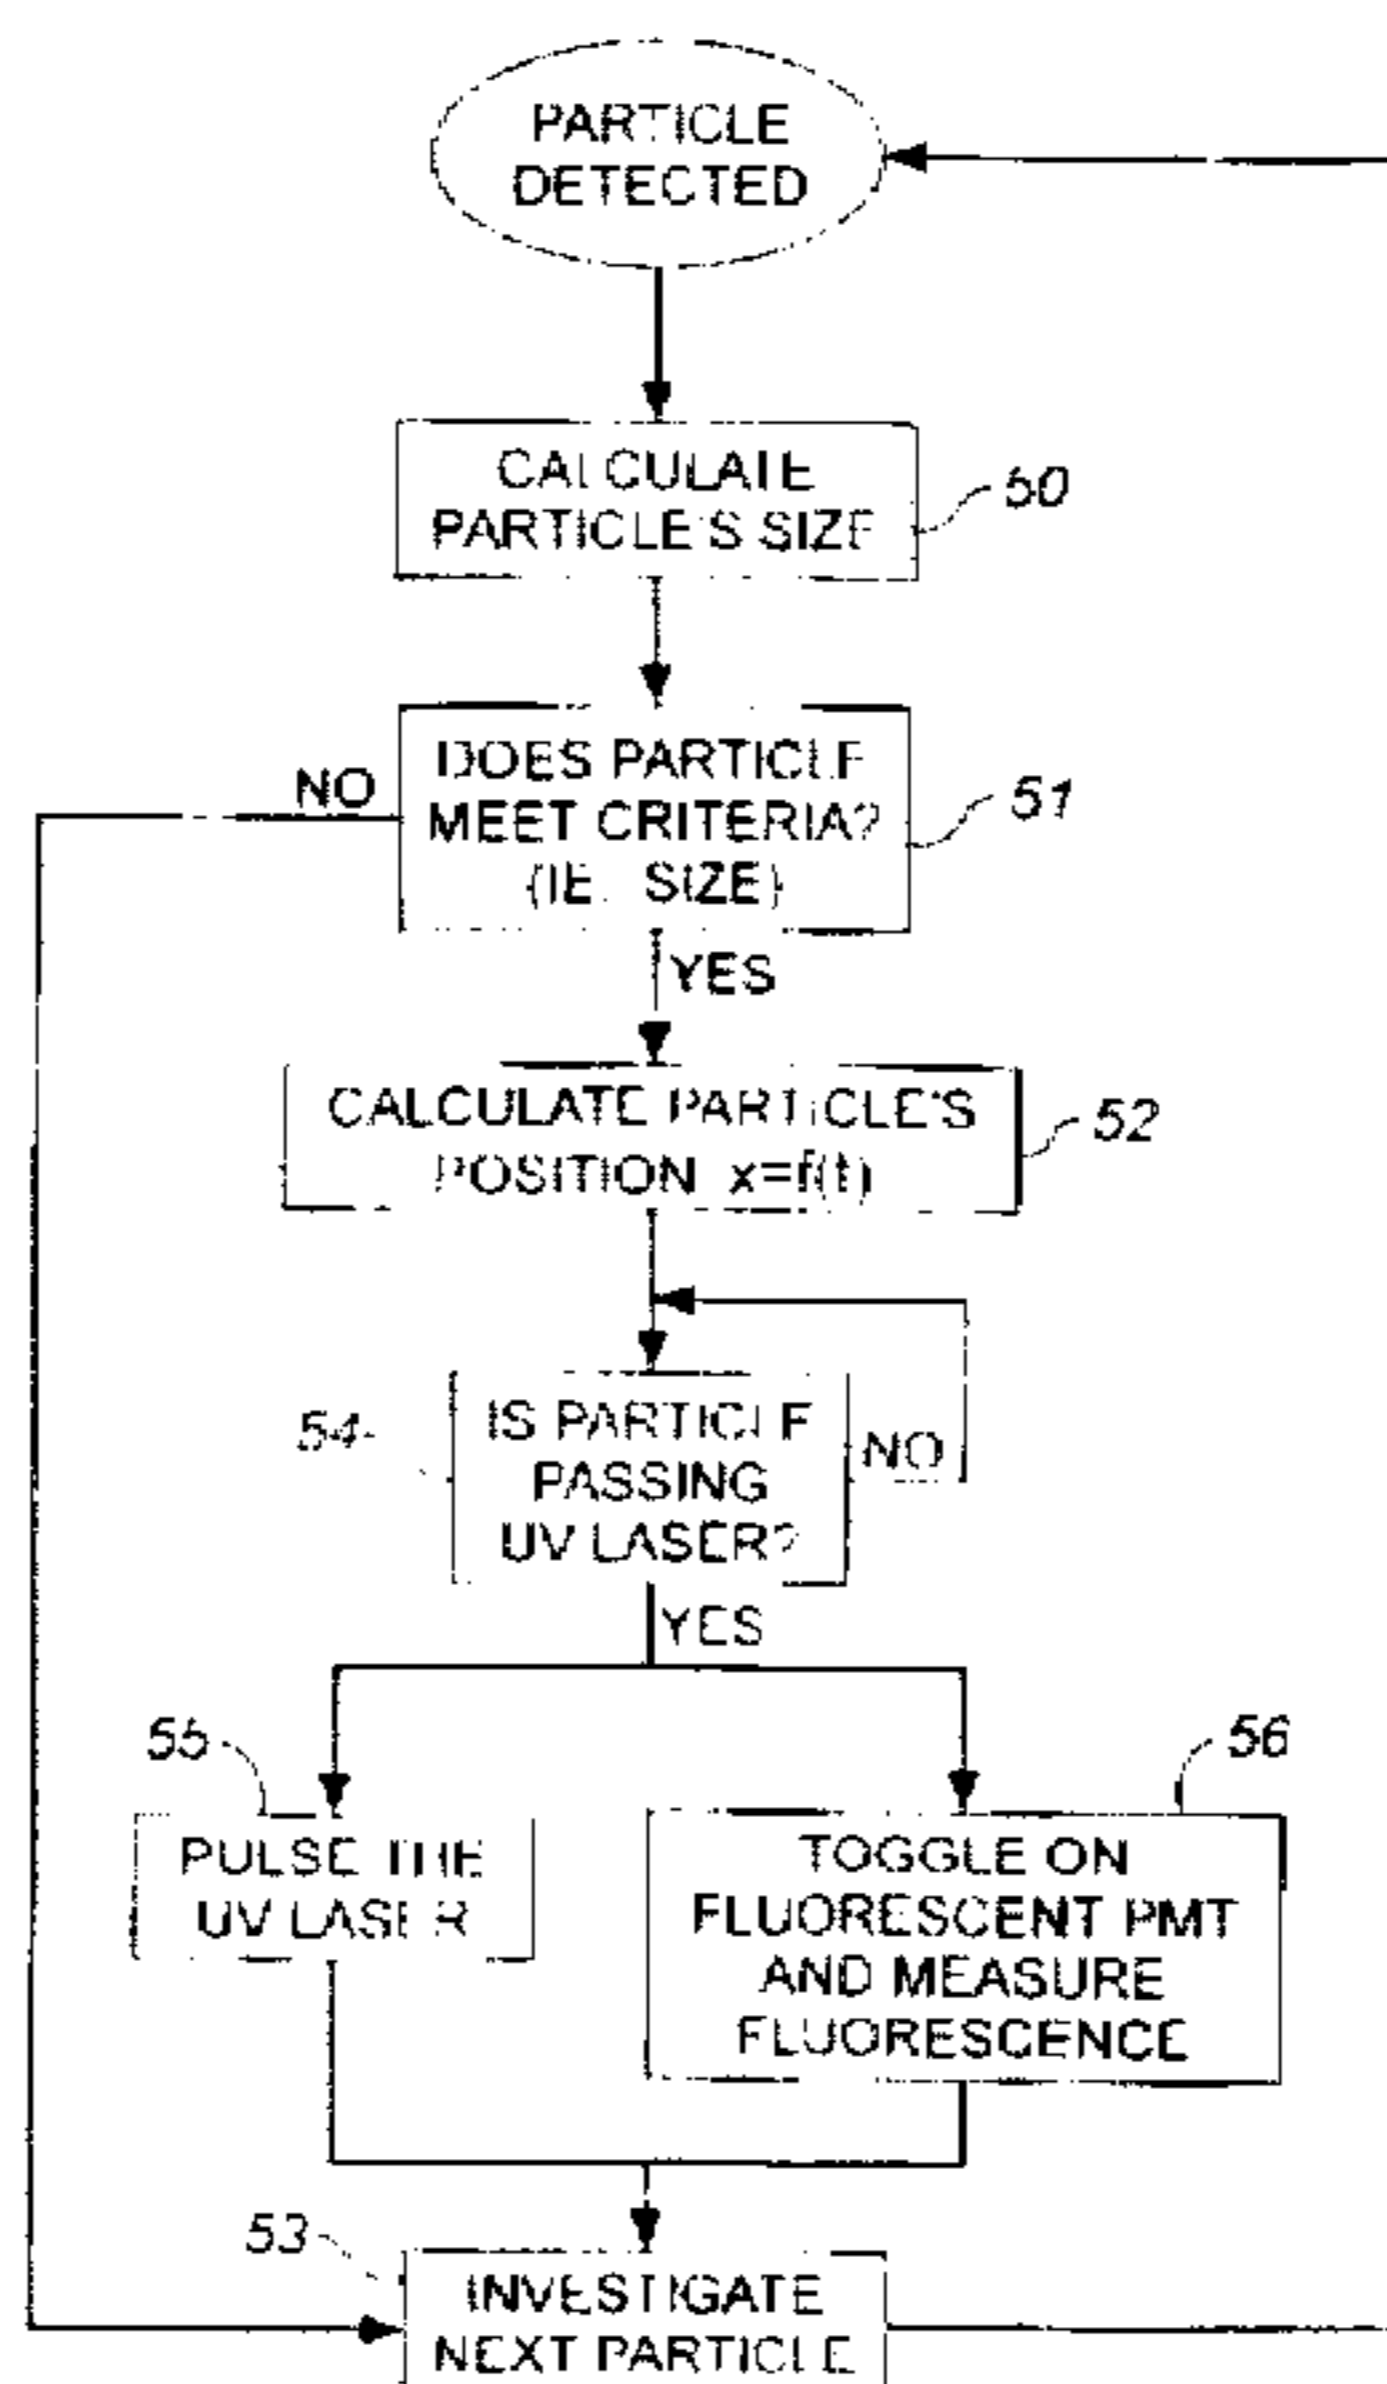 PARTICLE
DETECTED
CALCULATE
PARTICLE'S SIZE
50
DOES PARTICLE
MEET CRITERIA?
(IE. SIZE)
51
NO
YES
CALCULATE PARTICLE'S
POSITION x=f(t)
52
IS PARTICLE
PASSING
UV LASER?
54
NO
YES
55
PULSE THE
UV LASER
56
TOGGLE ON
FLUORESCENT PMT
AND MEASURE
FLUORESCENCE
53
INVESTIGATE
NEXT PARTICLE